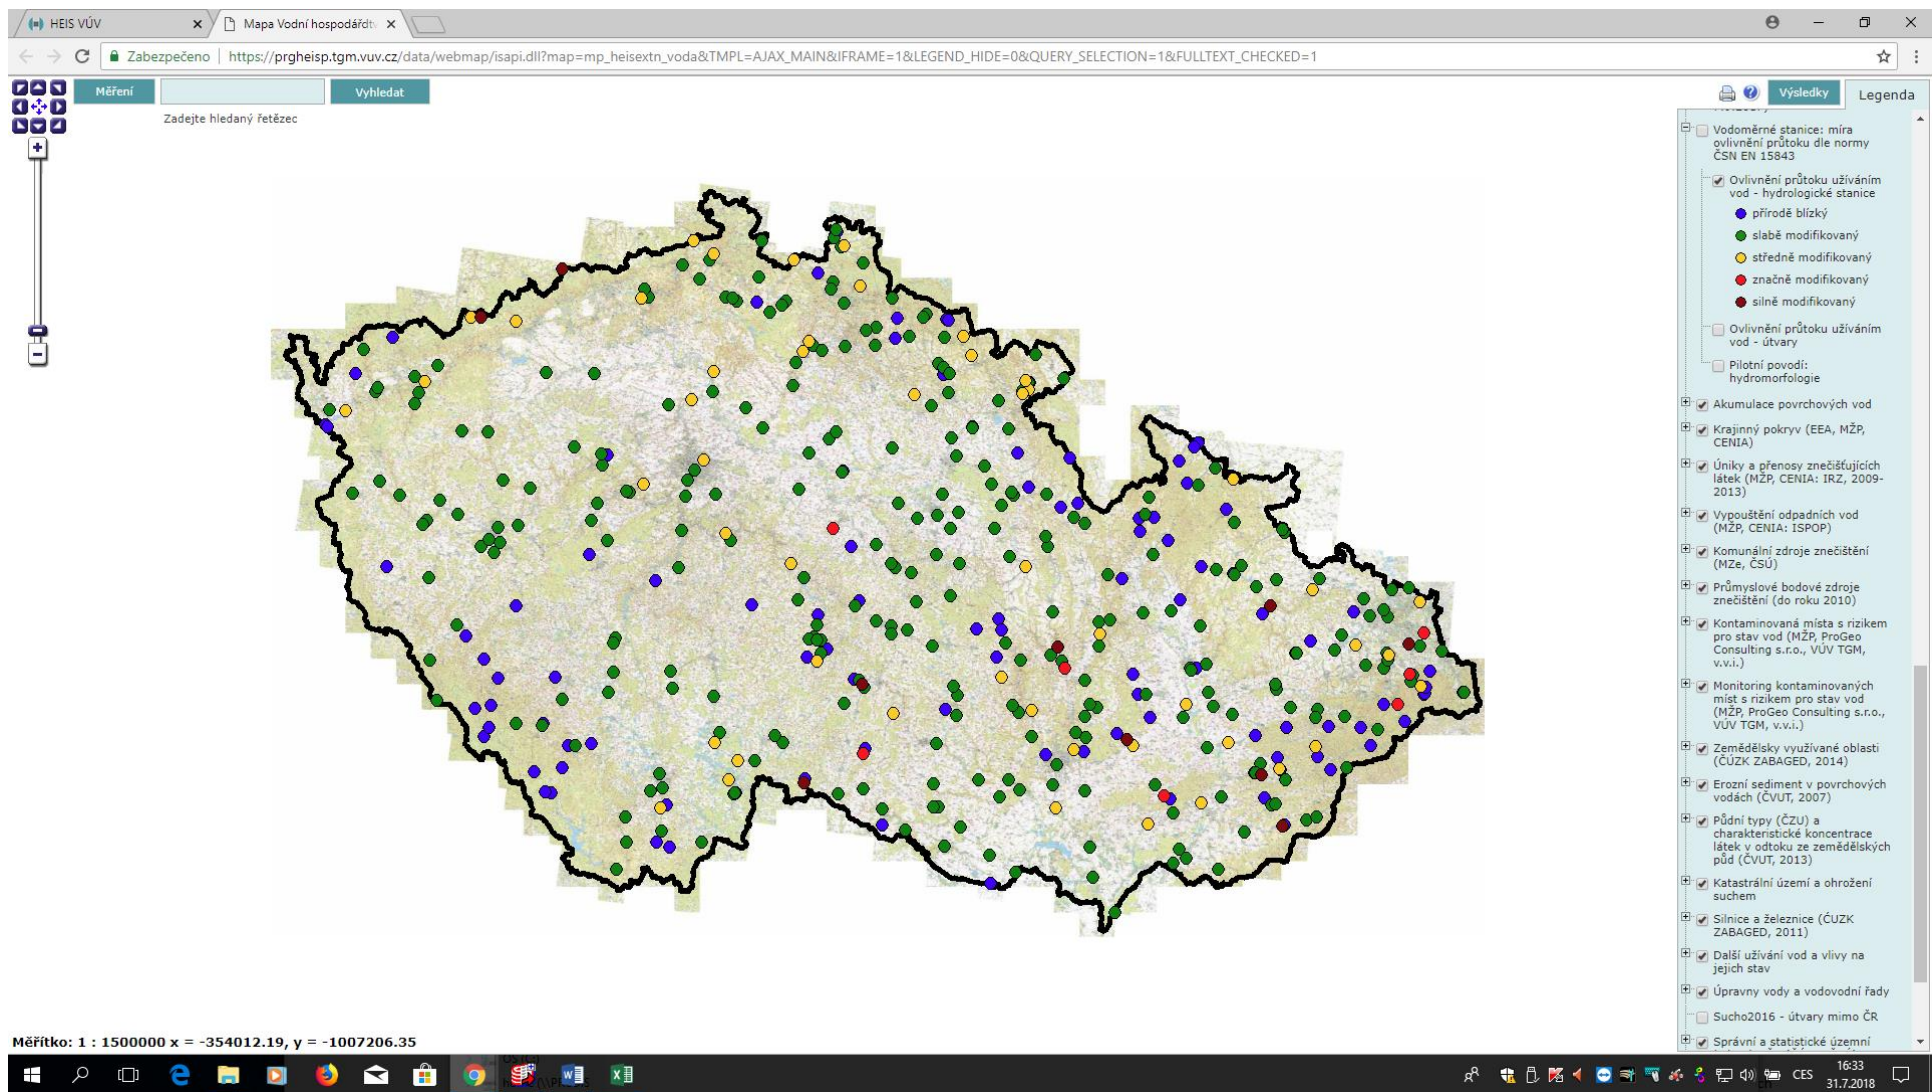 HEIS VÚV
Mapa Vodní hospodářdtv
Zabezpečeno
https://prgheisp.tgm.vuv.cz/data/webmap/isapi.dll?map=mp_heisextn_voda&TMPL=AJAX_MAIN&IFRAME=1&LEGEND_HIDE=0&QUERY_SELECTION=1&FULLTEXT_CHECKED=1
Měření
Vyhledat
Zadejte hledaný řetězec
Výsledky
Legenda
Vodoměrné stanice: míra
ovlivnění průtoku dle normy
ČSN EN 15843
Ovlivnění průtoku užíváním
vod - hydrologické stanice
přírodě blízký
slabě modifikovaný
středně modifikovaný
značně modifikovaný
silně modifikovaný
Ovlivnění průtoku užíváním
vod - útvary
Pilotní povodí:
hydromorfologie
Akumulace povrchových vod
Krajinný pokryv (EEA, MŽP,
CENIA)
Úniky a přenosy znečišťujících
látek (MŽP, CENIA: IRZ, 2009-
2013)
Vypouštění odpadních vod
(MŽP, CENIA: ISPOP)
Komunální zdroje znečištění
(MZe, ČSÚ)
Průmyslové bodové zdroje
znečištění (do roku 2010)
Kontaminovaná místa s rizikem
pro stav vod (MŽP, ProGeo
Consulting s.r.o., VÚV TGM,
v.v.i.)
Monitoring kontaminovaných
míst s rizikem pro stav vod
(MŽP, ProGeo Consulting s.r.o.,
VÚV TGM, v.v.i.)
Zemědělsky využívané oblasti
(ČÚZK ZABAGED, 2014)
Erozní sediment v povrchových
vodách (ČVUT, 2007)
Půdní typy (ČZU) a
charakteristické koncentrace
látek v odtoku ze zemědělských
půd (ČVUT, 2013)
Katastrální území a ohrožení
suchem
Silnice a železnice (ČUZK
ZABAGED, 2011)
Další užívání vod a vlivy na
jejich stav
Úpravny vody a vodovodní řady
Sucho2016 - útvary mimo ČR
Správní a statistické územní
Měřítko: 1 : 1500000 x = -354012.19, y = -1007206.35
CES
16:33
31.7.2018